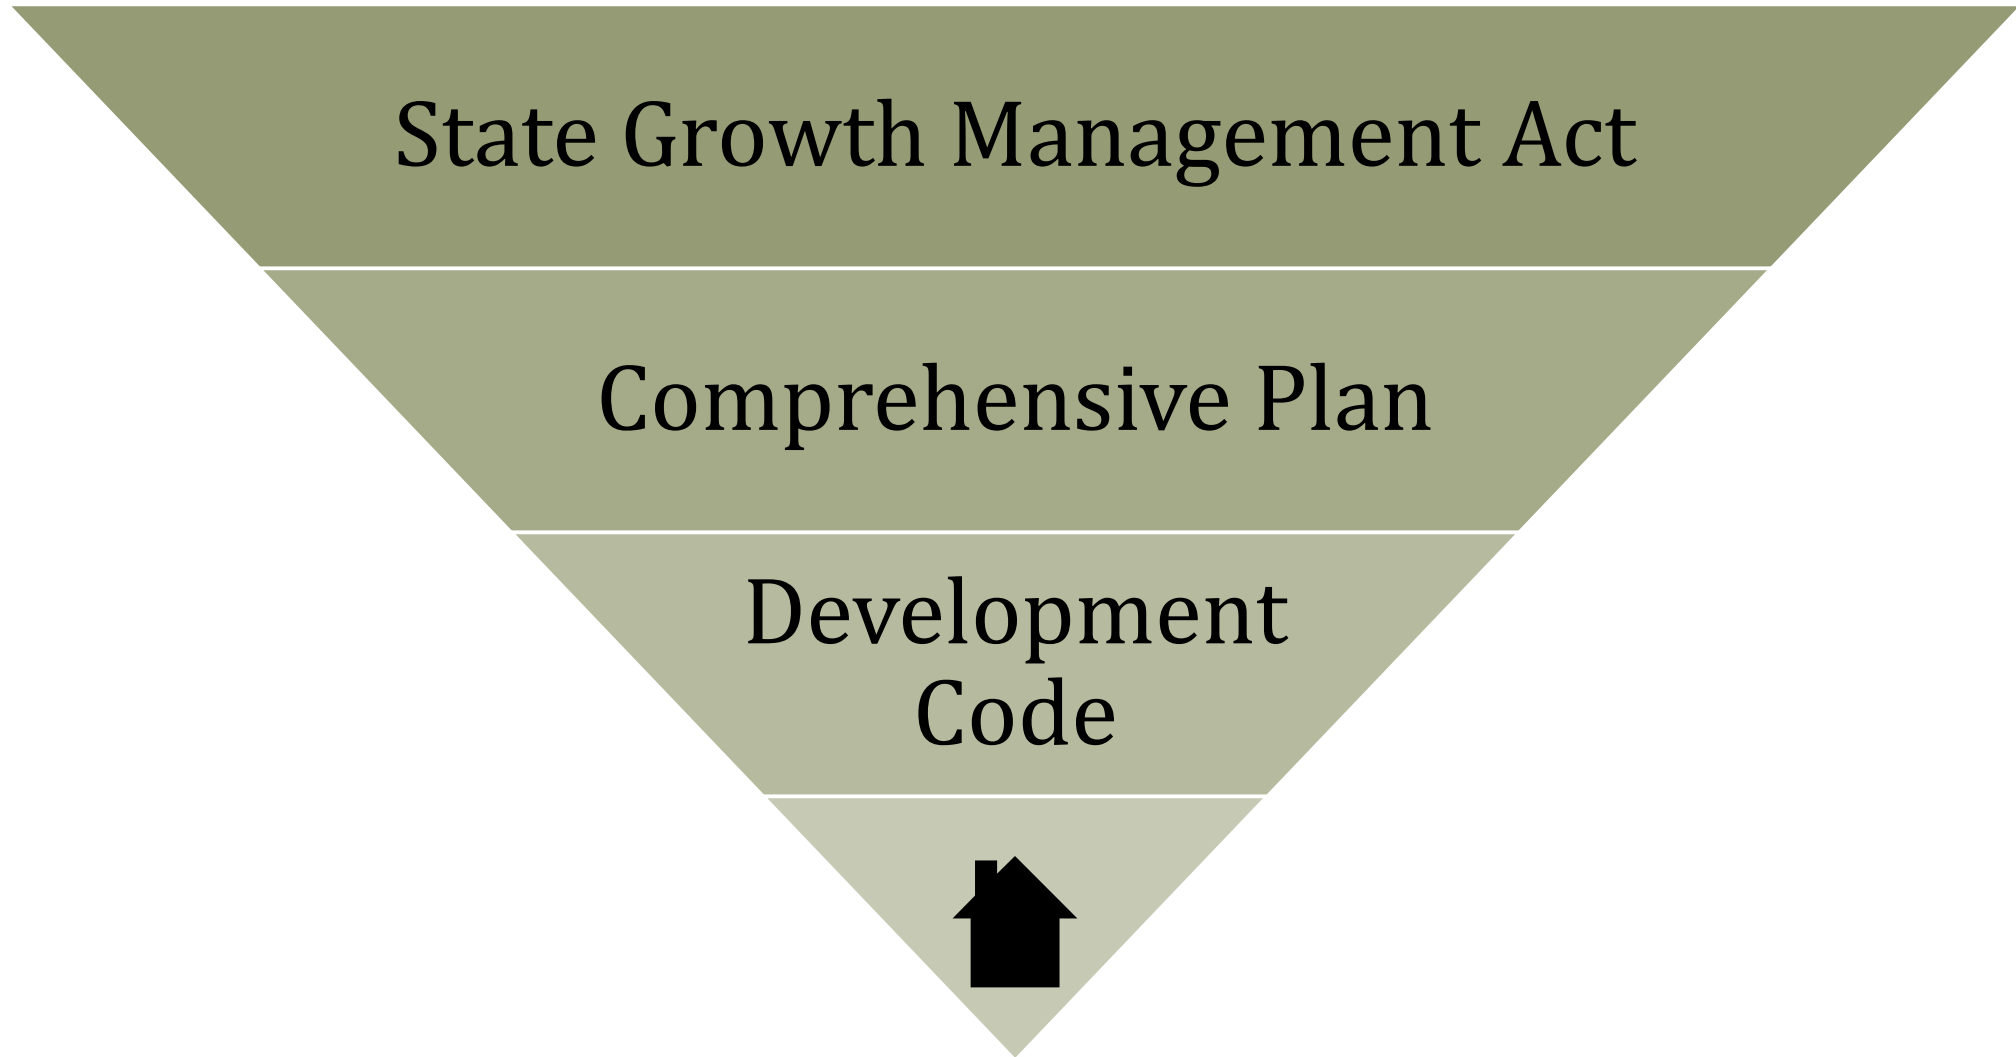 State Growth Management Act
Comprehensive Plan
Development
Code